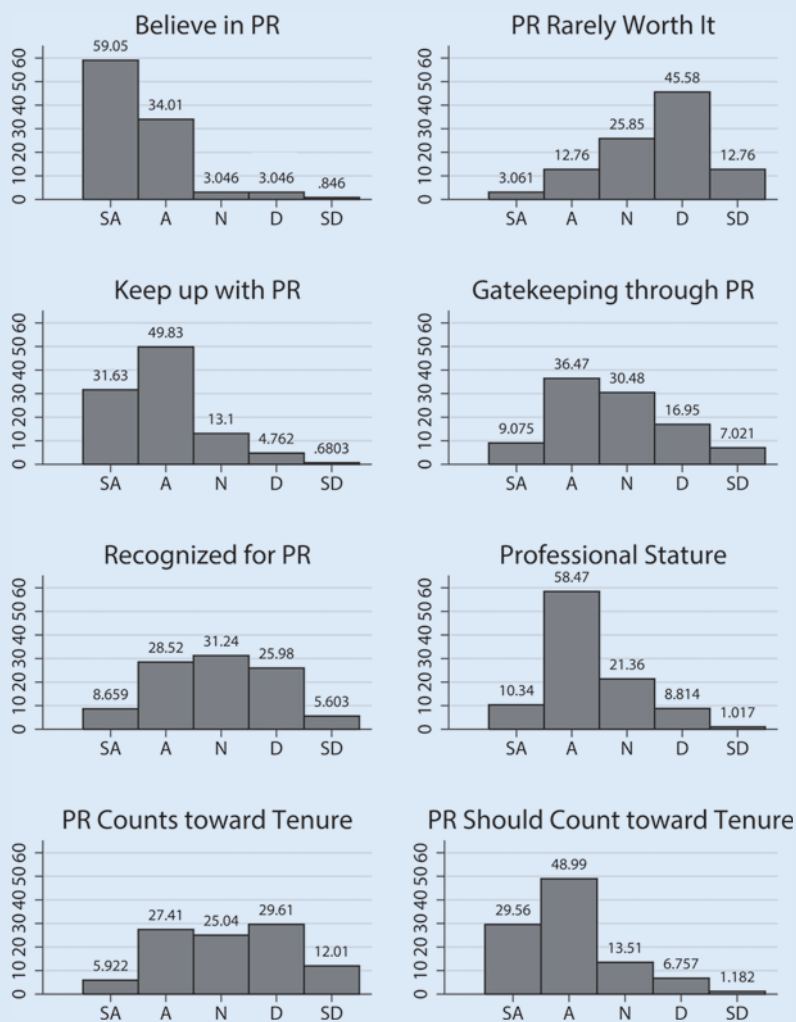 Believe in PR
59.05
34.01
3.046
3.046
.846
0 10 20 30 40 50 60
SA A N D SD
PR Rarely Worth It
3.061
12.76
25.85
45.58
12.76
0 10 20 30 40 50 60
SA A N D SD
Keep up with PR
31.63
49.83
13.1
4.762
.6803
0 10 20 30 40 50 60
SA A N D SD
Gatekeeping through PR
9.075
36.47
30.48
16.95
7.021
0 10 20 30 40 50 60
SA A N D SD
Recognized for PR
8.659
28.52
31.24
25.98
5.603
0 10 20 30 40 50 60
SA A N D SD
Professional Stature
10.34
58.47
21.36
8.814
1.017
0 10 20 30 40 50 60
SA A N D SD
PR Counts toward Tenure
5.922
27.41
25.04
29.61
12.01
0 10 20 30 40 50 60
SA A N D SD
PR Should Count toward Tenure
29.56
48.99
13.51
6.757
1.182
0 10 20 30 40 50 60
SA A N D SD